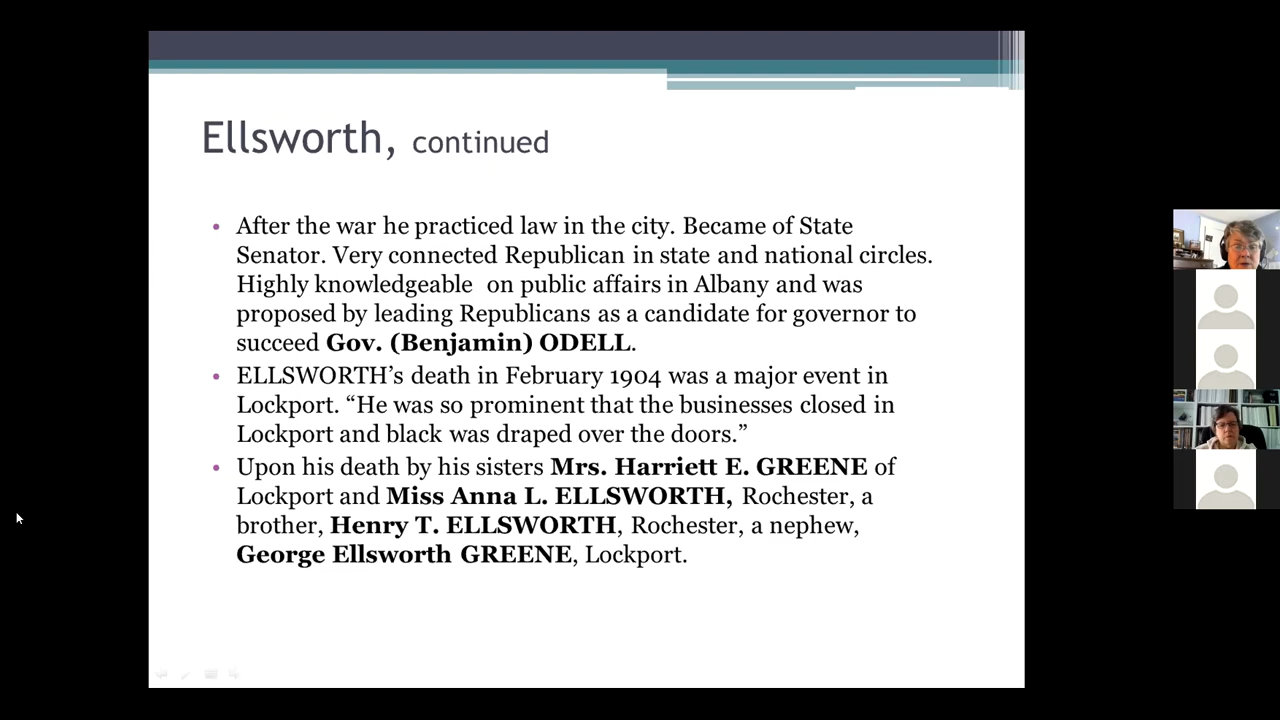 Ellsworth, continued
• After the war he practiced law in the city. Became of State
Senator. Very connected Republican in state and national circles.
Highly knowledgeable  on public affairs in Albany and was
proposed by leading Republicans as a candidate for governor to
succeed Gov. (Benjamin) ODELL.
• ELLSWORTH’s death in February 1904 was a major event in
Lockport. “He was so prominent that the businesses closed in
Lockport and black was draped over the doors.”
• Upon his death by his sisters Mrs. Harriett E. GREENE of
Lockport and Miss Anna L. ELLSWORTH, Rochester, a
brother, Henry T. ELLSWORTH, Rochester, a nephew,
George Ellsworth GREENE, Lockport.